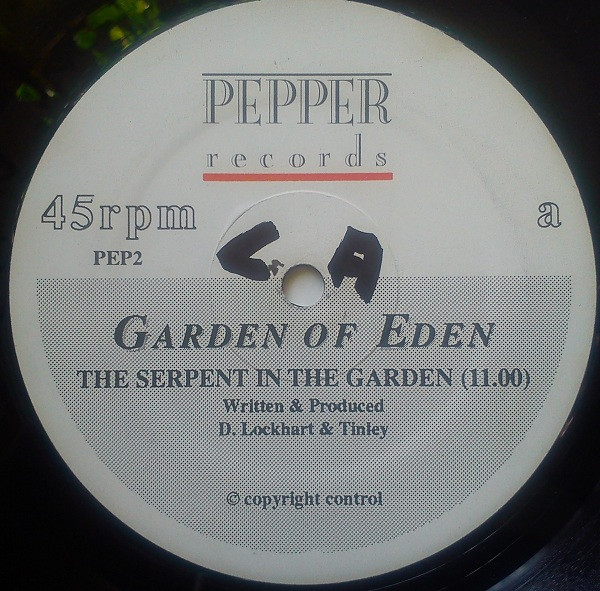 PEPPER
records
45rpm a
PEP2
C. A
GARDEN OF EDEN
THE SERPENT IN THE GARDEN (11.00)
Written & Produced
D. Lockhart & Tinley
© copyright control